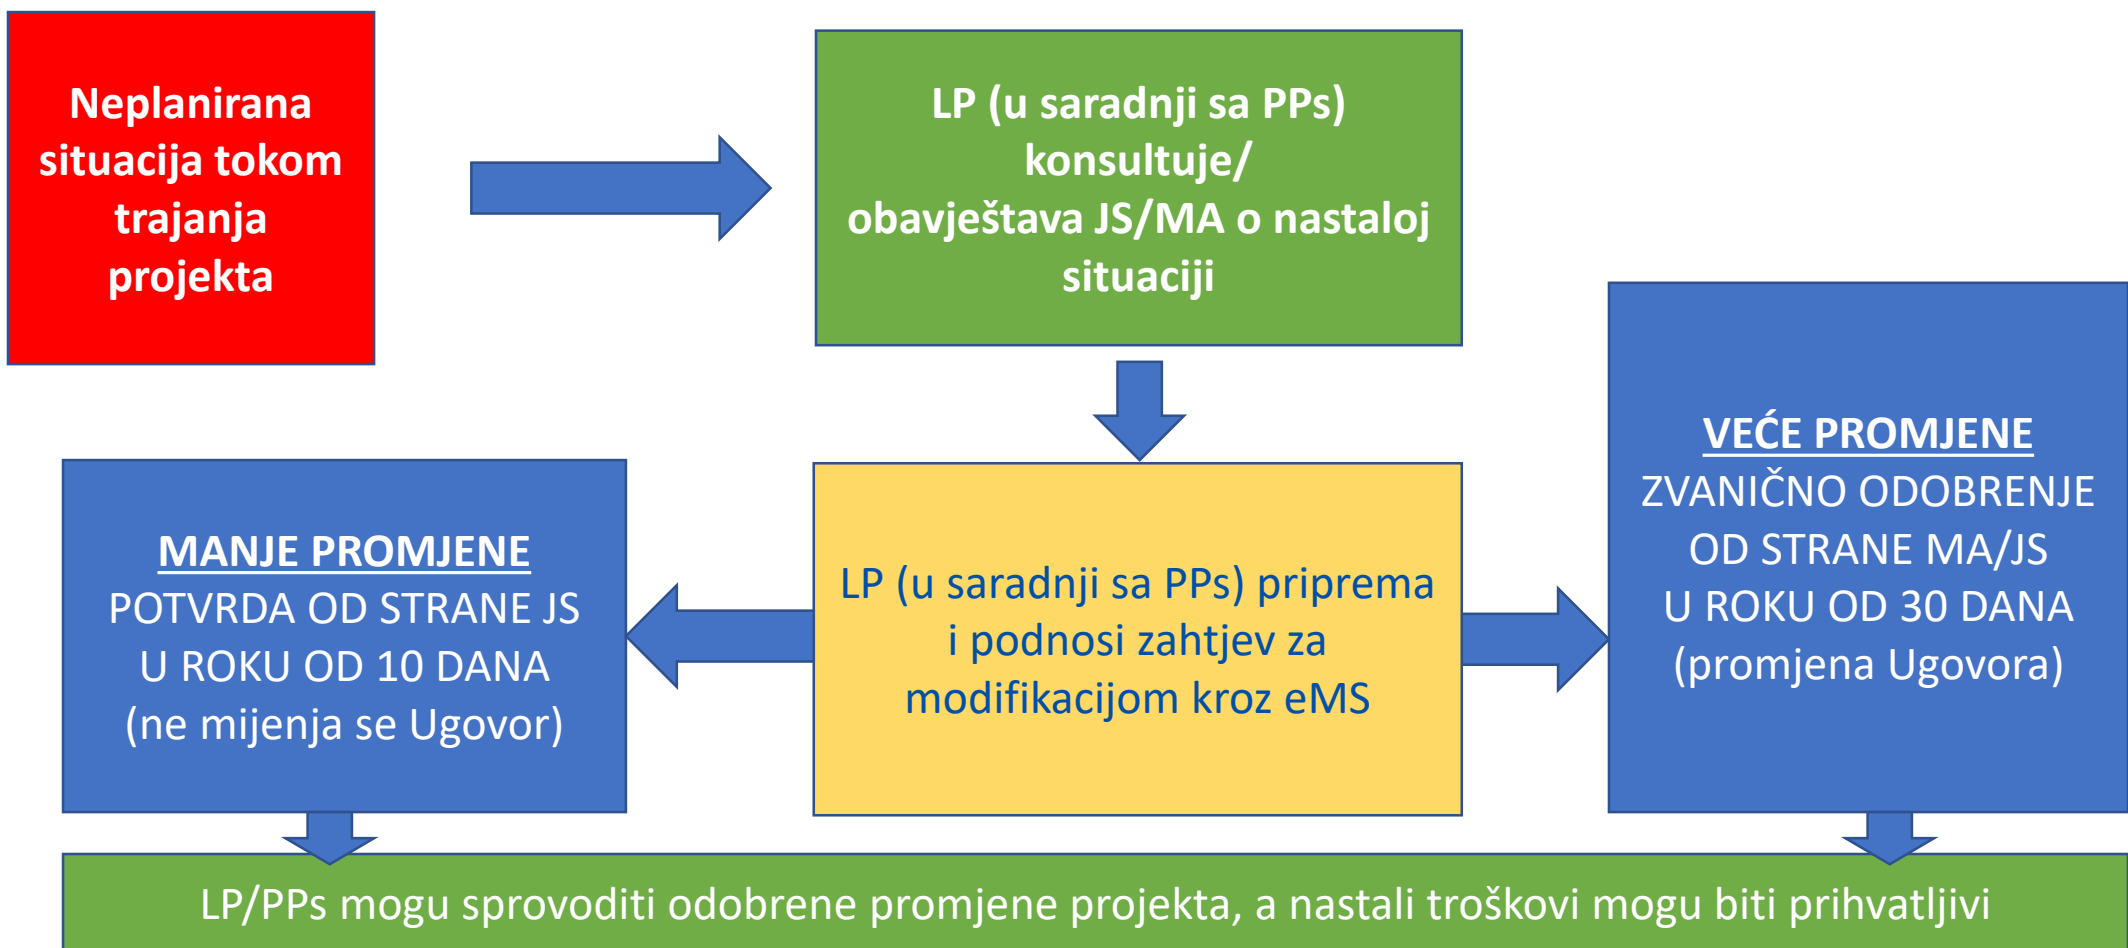 Neplanirana
situacija tokom
trajanja
projekta
LP (u saradnji sa PPs)
konsultuje/
obavještava JS/MA o nastaloj
situaciji
MANJE PROMJENE
POTVRDA OD STRANE JS
U ROKU OD 10 DANA
(ne mijenja se Ugovor)
LP (u saradnji sa PPs) priprema
i podnosi zahtjev za
modifikacijom kroz eMS
VEĆE PROMJENE
ZVANIČNO ODOBRENJE
OD STRANE MA/JS
U ROKU OD 30 DANA
(promjena Ugovora)
LP/PPs mogu sprovoditi odobrene promjene projekta, a nastali troškovi mogu biti prihvatljivi